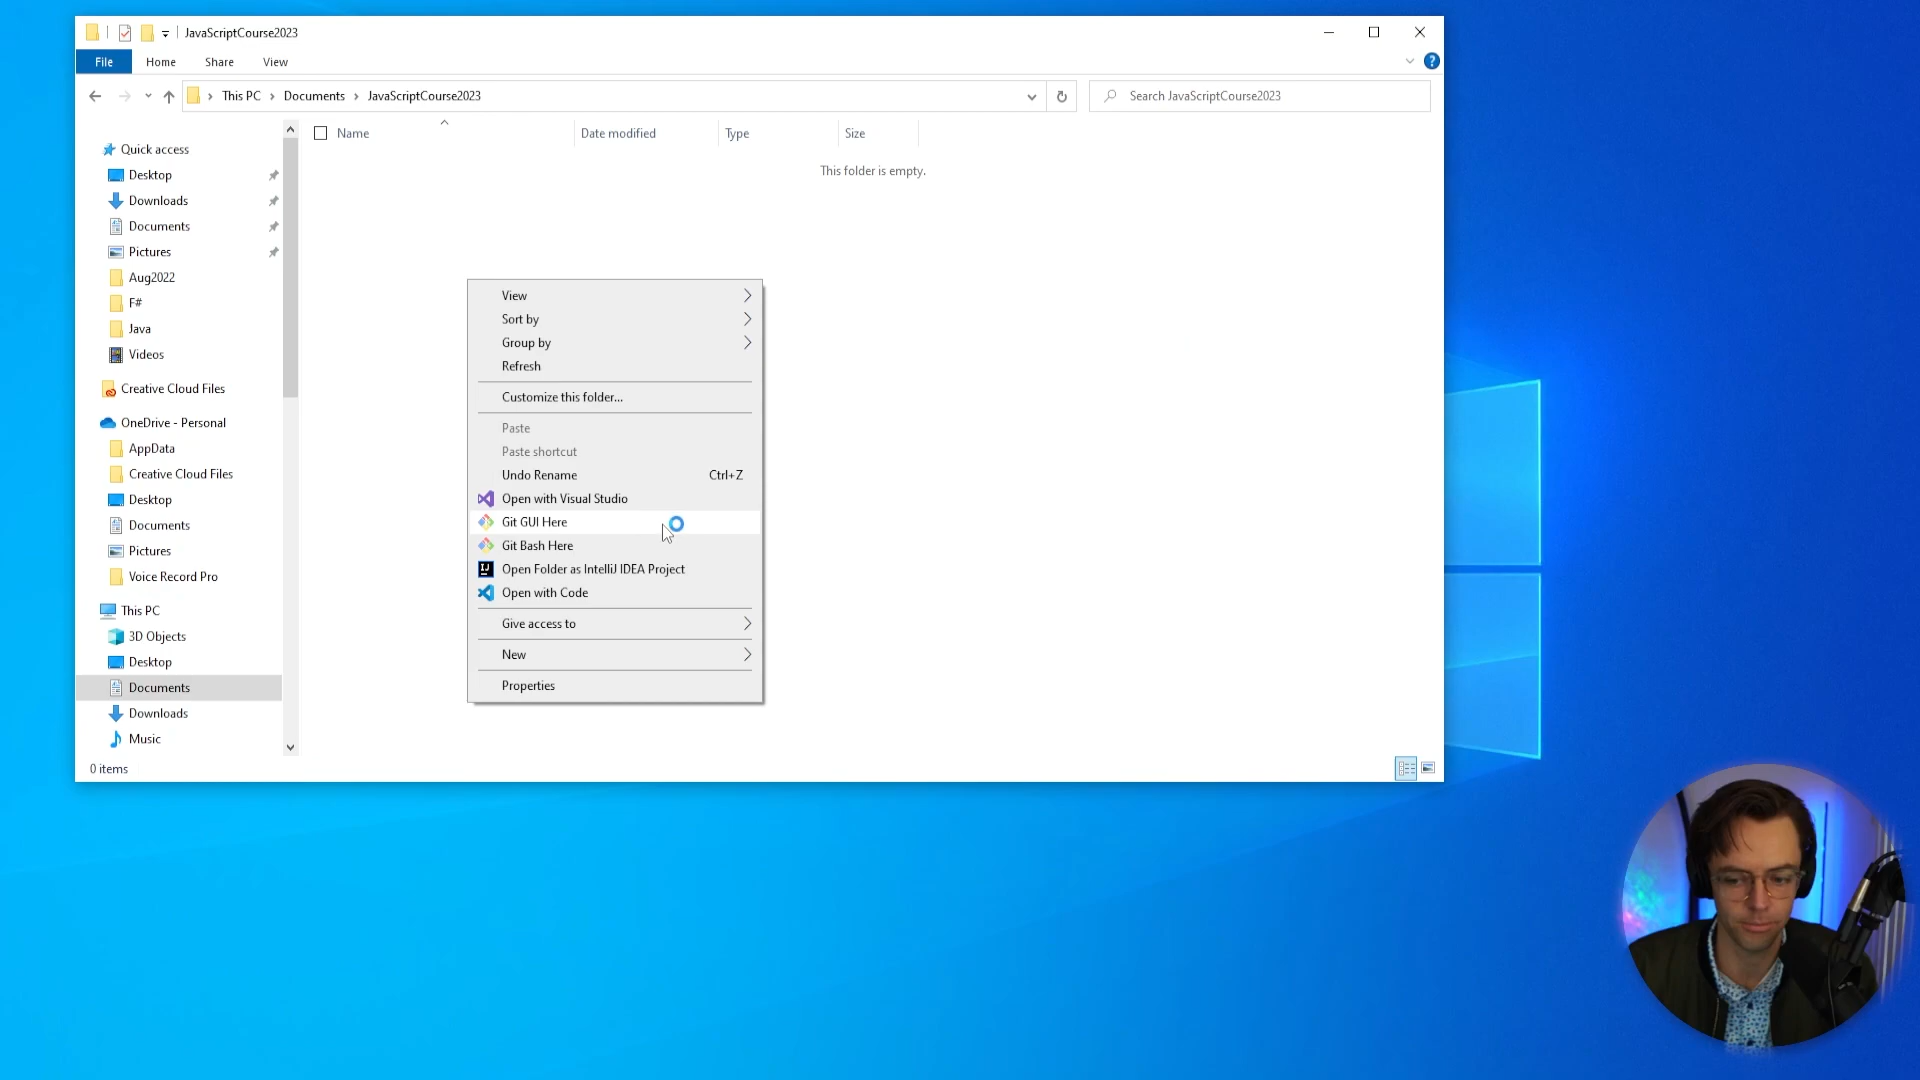 JavaScriptCourse2023
File Home Share View
This PC Documents JavaScriptCourse2023
Search JavaScriptCourse2023
Name Date modified Type Size
This folder is empty.
Quick access
Desktop
Downloads
Documents
Pictures
Aug2022
F#
Java
Videos
Creative Cloud Files
OneDrive - Personal
AppData
Creative Cloud Files
Desktop
Documents
Pictures
Voice Record Pro
This PC
3D Objects
Desktop
Documents
Downloads
Music
0 items
View
Sort by
Group by
Refresh
Customize this folder...
Paste
Paste shortcut
Undo Rename Ctrl+Z
Open with Visual Studio
Git GUI Here
Git Bash Here
Open Folder as IntelliJ IDEA Project
Open with Code
Give access to
New
Properties